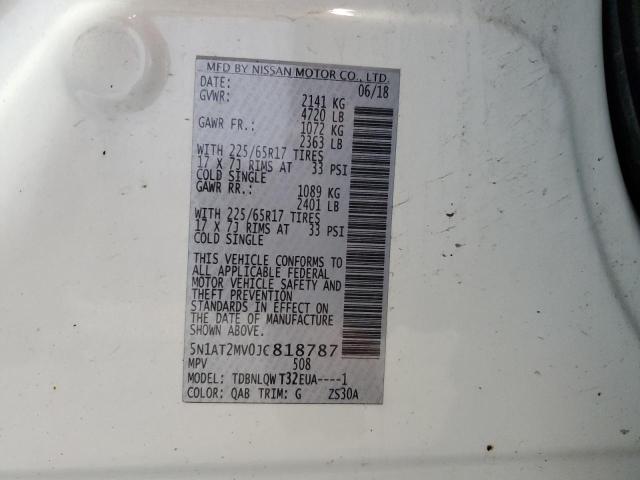 MFD BY NISSAN MOTOR CO., LTD.
DATE: 06/18
GVWR: 2141 KG
4720 LB
GAWR FR.: 1072 KG
2363 LB
WITH 225/65R17 TIRES
17 X 7J RIMS AT 33 PSI
COLD SINGLE
GAWR RR.: 1089 KG
2401 LB
WITH 225/65R17 TIRES
17 X 7J RIMS AT 33 PSI
COLD SINGLE
THIS VEHICLE CONFORMS TO
ALL APPLICABLE FEDERAL
MOTOR VEHICLE SAFETY AND
THEFT PREVENTION
STANDARDS IN EFFECT ON
THE DATE OF MANUFACTURE
SHOWN ABOVE.
5N1AT2MV0JC818787
MPV 508
MODEL: TDBNLQWT32EUA----1
COLOR: QAB TRIM: G ZS30A